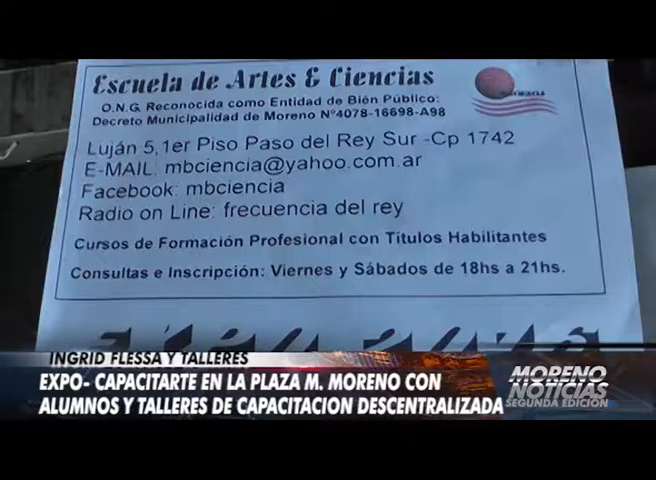 Escuela de Artes & Ciencias
O.N.G. Reconocida como Entidad de Bién Público:
Decreto Municipalidad de Moreno Nº4078-16698-A98
Luján 5,1er Piso Paso del Rey Sur -Cp 1742
E-MAIL: mbciencia@yahoo.com.ar
Facebook: mbciencia
Radio on Line: frecuencia del rey
Cursos de Formación Profesional con Títulos Habilitantes
Consultas e Inscripción: Viernes y Sábados de 18hs a 21hs.
INGRID FLESSA Y TALLERES
EXPO- CAPACITARTE EN LA PLAZA M. MORENO CON
ALUMNOS Y TALLERES DE CAPACITACION DESCENTRALIZADA
MORENO
NOTICIAS
SEGUNDA EDICION